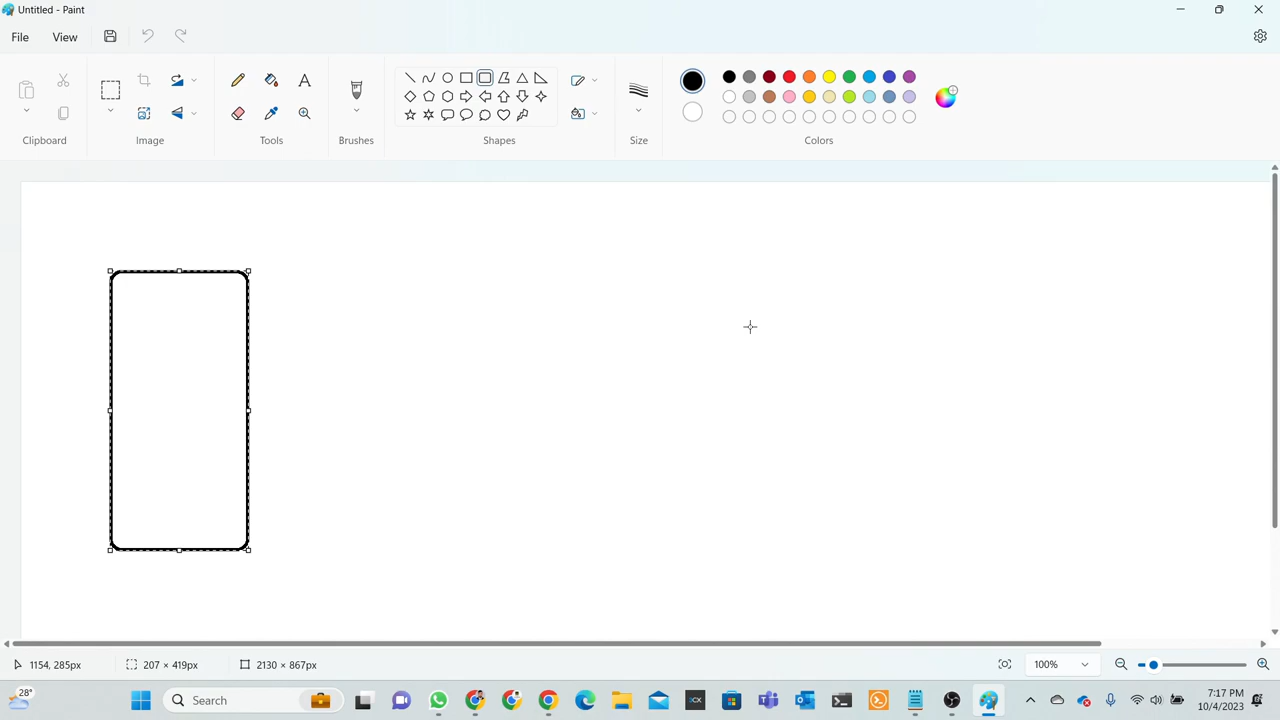 Untitled - Paint
File View
Clipboard Image Tools Brushes Shapes Size Colors
1154, 285px 207 × 419px 2130 × 867px 100%
28° Search 7:17 PM
10/4/2023